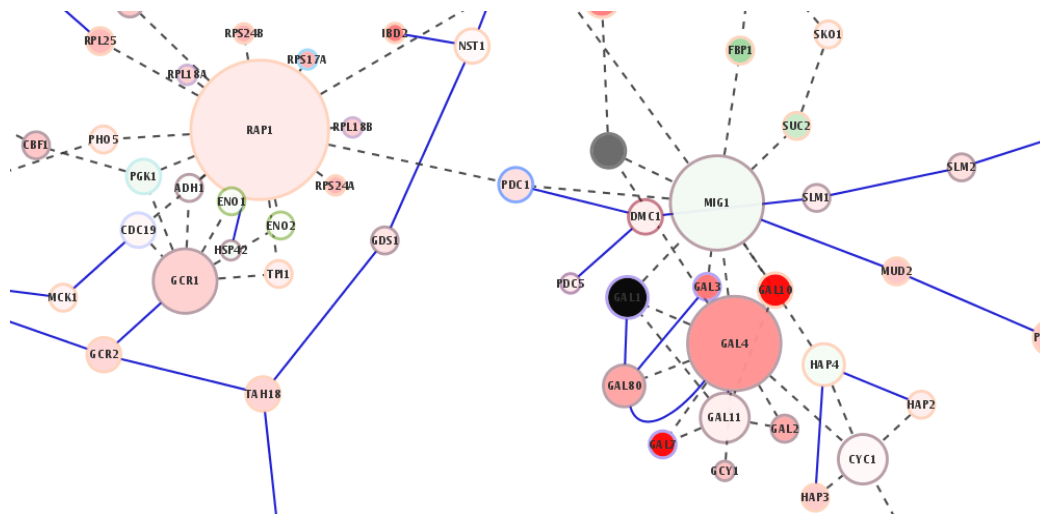 RPL25
RPS24B
IBD2
NST1
SKO1
FBP1
RPS17A
RPL18A
RAP1
RPL18B
SUC2
CBF1
PHO5
PGK1
ADH1
RPS24A
PDC1
SLM2
SLM1
MIG1
DMC1
ENO1
ENO2
CDC19
HSP42
GDS1
MUD2
GCR1
TPI1
PDC5
GAL3
GAL10
GAL1
MCK1
GAL4
GCR2
HAP4
GAL80
TAH18
HAP2
GAL11
GAL2
GAL7
GCY1
CYC1
HAP3